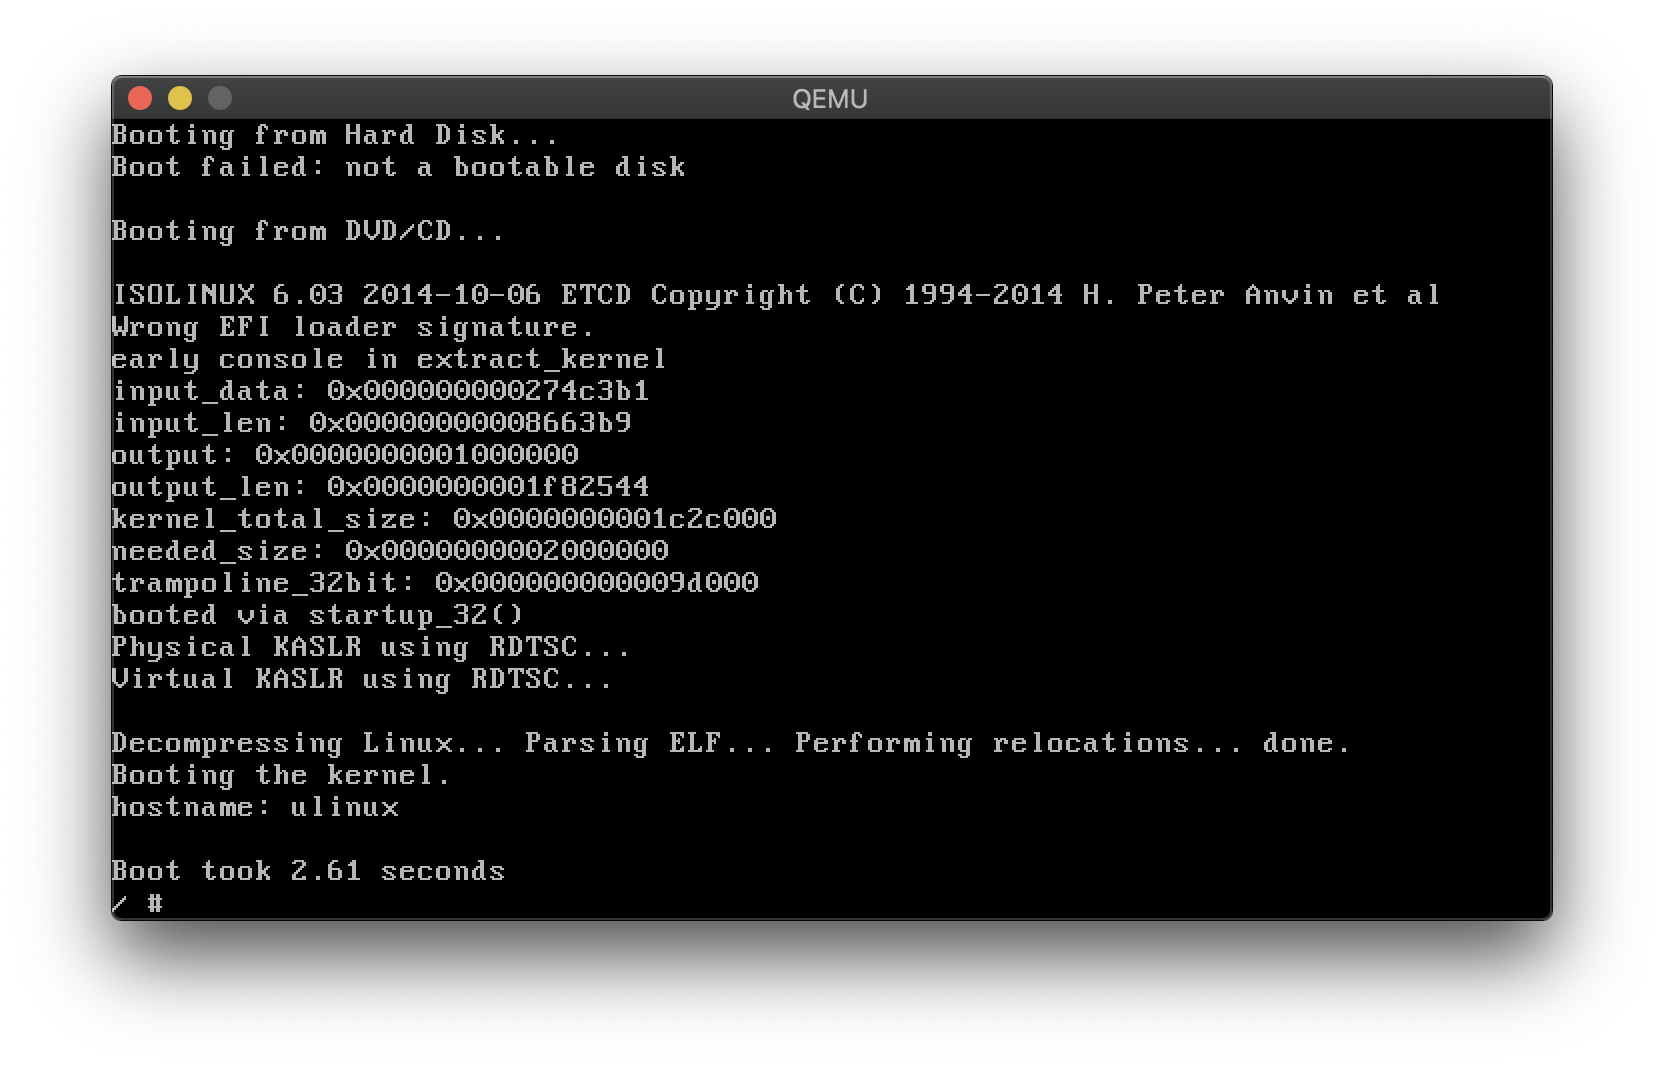 QEMU
Booting from Hard Disk...
Boot failed: not a bootable disk
Booting from DVD/CD...
ISOLINUX 6.03 2014-10-06 ETCD Copyright (C) 1994-2014 H. Peter Anvin et al
Wrong EFI loader signature.
early console in extract_kernel
input_data: 0x000000000274c3b1
input_len: 0x00000000008663b9
output: 0x0000000001000000
output_len: 0x0000000001f82544
kernel_total_size: 0x0000000001c2c000
needed_size: 0x0000000002000000
trampoline_32bit: 0x000000000009d000
booted via startup_32()
Physical KASLR using RDTSC...
Virtual KASLR using RDTSC...
Decompressing Linux... Parsing ELF... Performing relocations... done.
Booting the kernel.
hostname: ulinux
Boot took 2.61 seconds
/ #